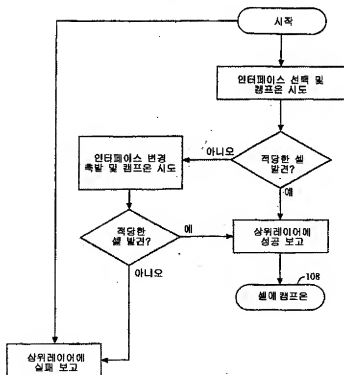 시작
인터페이스 선택 및
캠프온 시도
적당한 셀
발견?
아니오
예
인터페이스 변경
촉발 및 캠프온 시도
적당한
셀 발견?
예
아니오
상위레이어에
성공 보고
108
셀에 캠프온
상위레이어에
실패 보고